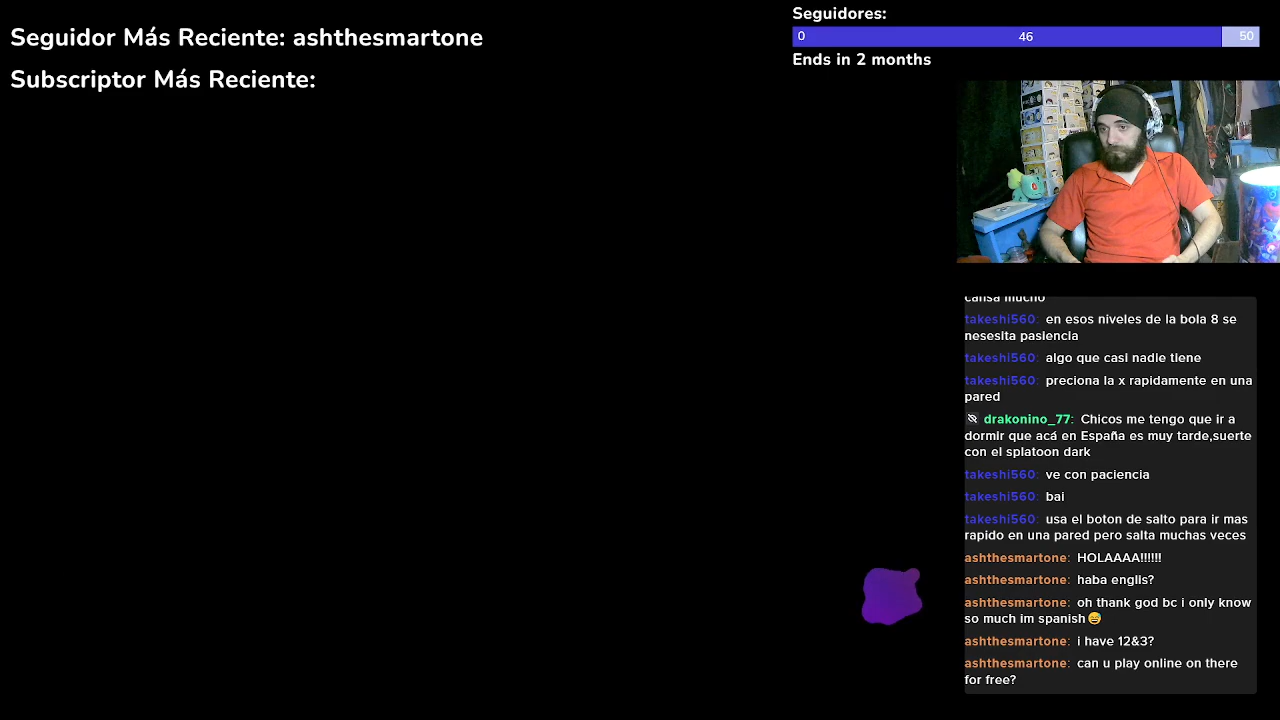 Seguidor Más Reciente: ashthesmartone
Subscriptor Más Reciente:
Seguidores:
0 46 50
Ends in 2 months
cansa mucho
takeshi560: en esos niveles de la bola 8 se
nesesita pasiencia
takeshi560: algo que casi nadie tiene
takeshi560: preciona la x rapidamente en una
pared
drakonino_77: Chicos me tengo que ir a
dormir que acá en España es muy tarde,suerte
con el splatoon dark
takeshi560: ve con paciencia
takeshi560: bai
takeshi560: usa el boton de salto para ir mas
rapido en una pared pero salta muchas veces
ashthesmartone: HOLAAAA!!!!!!
ashthesmartone: haba englis?
ashthesmartone: oh thank god bc i only know
so much im spanish😅
ashthesmartone: i have 12&3?
ashthesmartone: can u play online on there
for free?